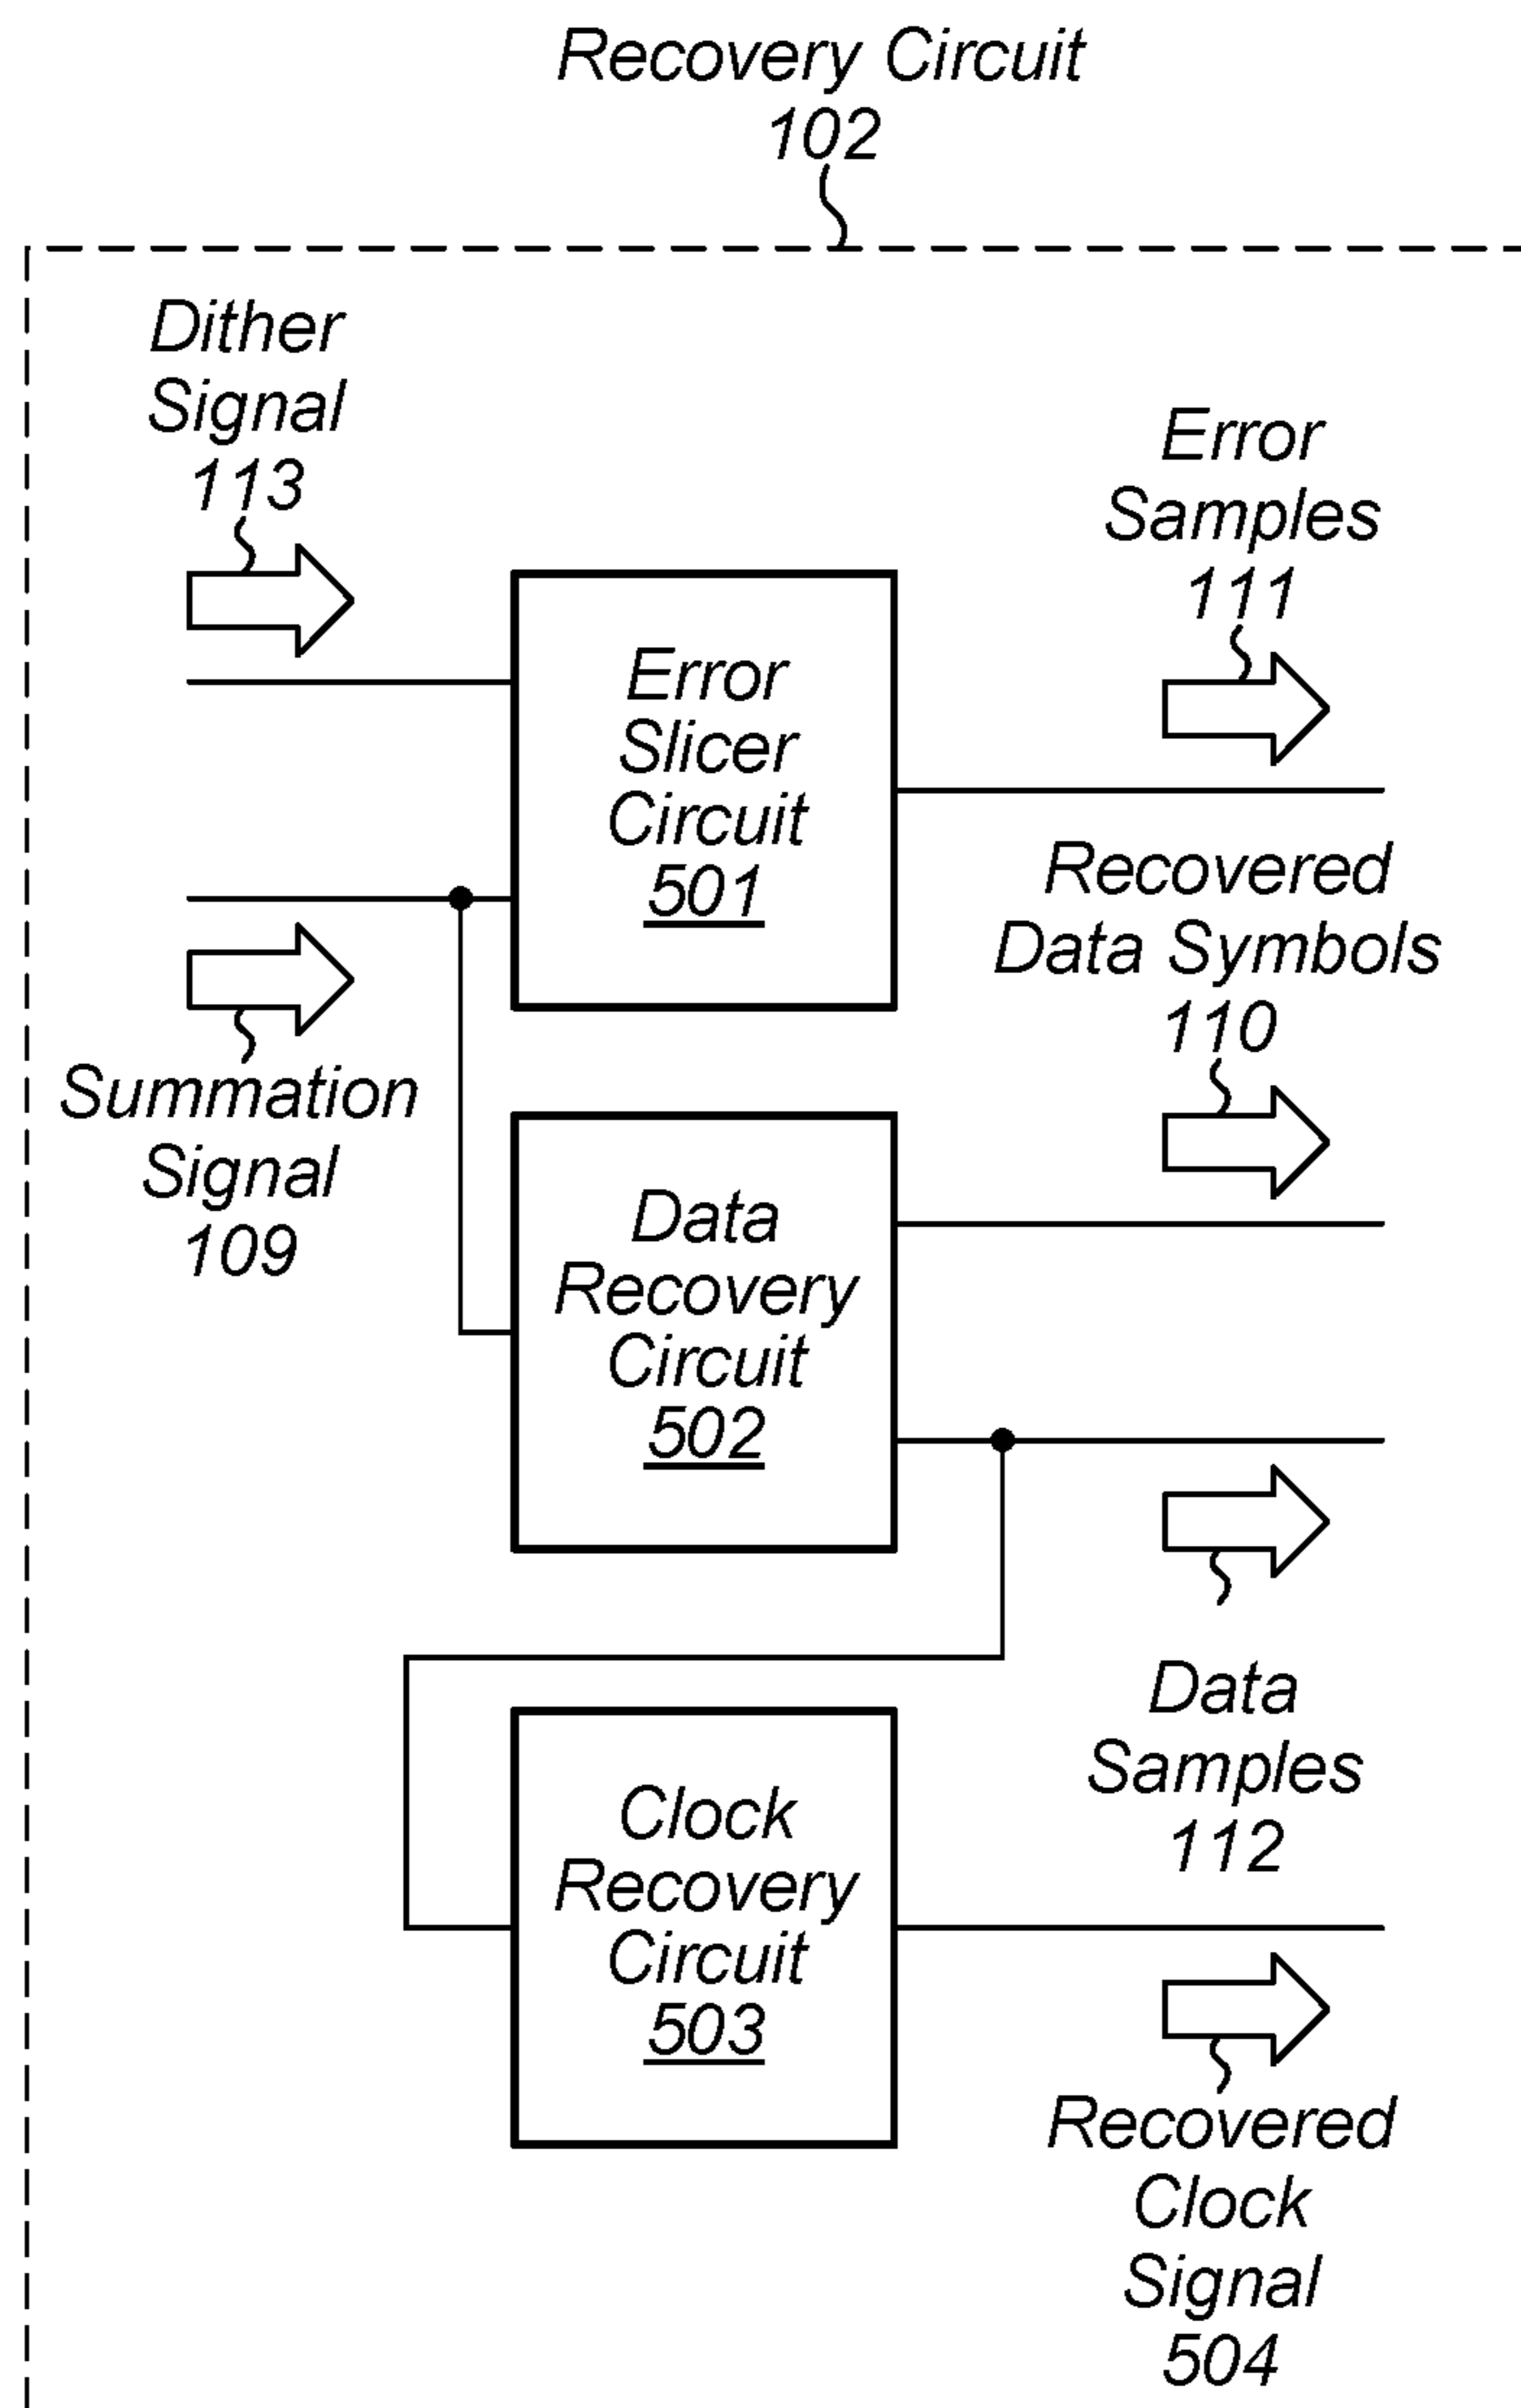 Recovery Circuit
102
Dither
Signal
113
Error
Samples
111
Error
Slicer
Circuit
501
Recovered
Data Symbols
110
Summation
Signal
109
Data
Recovery
Circuit
502
Data
Samples
112
Clock
Recovery
Circuit
503
Recovered
Clock
Signal
504